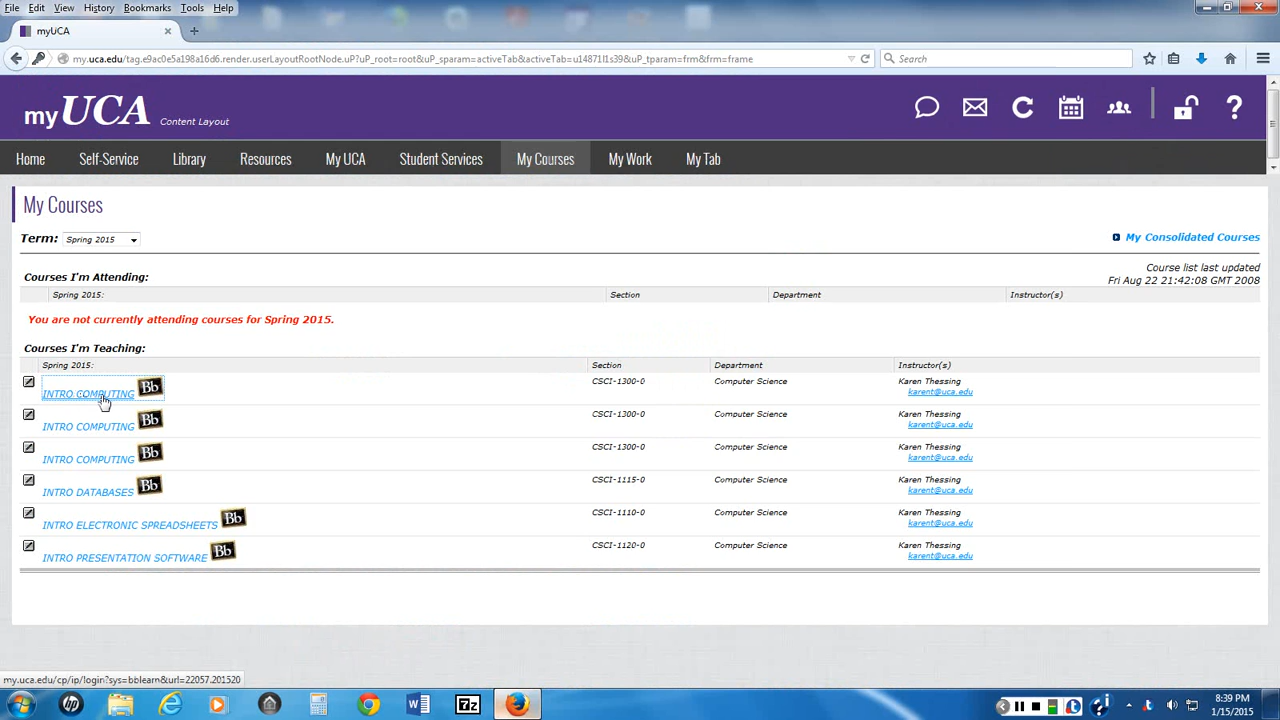 File Edit View History Bookmarks Tools Help
myUCA × +
my.uca.edu/tag.e9ac0e5a198a16d6.render.userLayoutRootNode.uP?uP_root=root&uP_sparam=activeTab&activeTab=u14871l1s39&uP_tparam=frm&frm=frame Search
myUCA Content Layout ?
Home Self-Service Library Resources My UCA Student Services My Courses My Work My Tab
My Courses
Term: Spring 2015 My Consolidated Courses
Course list last updated
Courses I'm Attending: Fri Aug 22 21:42:08 GMT 2008
Spring 2015: Section Department Instructor(s)
You are not currently attending courses for Spring 2015.
Courses I'm Teaching:
Spring 2015: Section Department Instructor(s)
INTRO COMPUTING Bb CSCI-1300-0 Computer Science Karen Thessing
karent@uca.edu
INTRO COMPUTING Bb CSCI-1300-0 Computer Science Karen Thessing
karent@uca.edu
INTRO COMPUTING Bb CSCI-1300-0 Computer Science Karen Thessing
karent@uca.edu
INTRO DATABASES Bb CSCI-1115-0 Computer Science Karen Thessing
karent@uca.edu
INTRO ELECTRONIC SPREADSHEETS Bb CSCI-1110-0 Computer Science Karen Thessing
karent@uca.edu
INTRO PRESENTATION SOFTWARE Bb CSCI-1120-0 Computer Science Karen Thessing
karent@uca.edu
my.uca.edu/cp/ip/login?sys=bblearn&url=22057.201520
hp W 7z 8:39 PM
1/15/2015